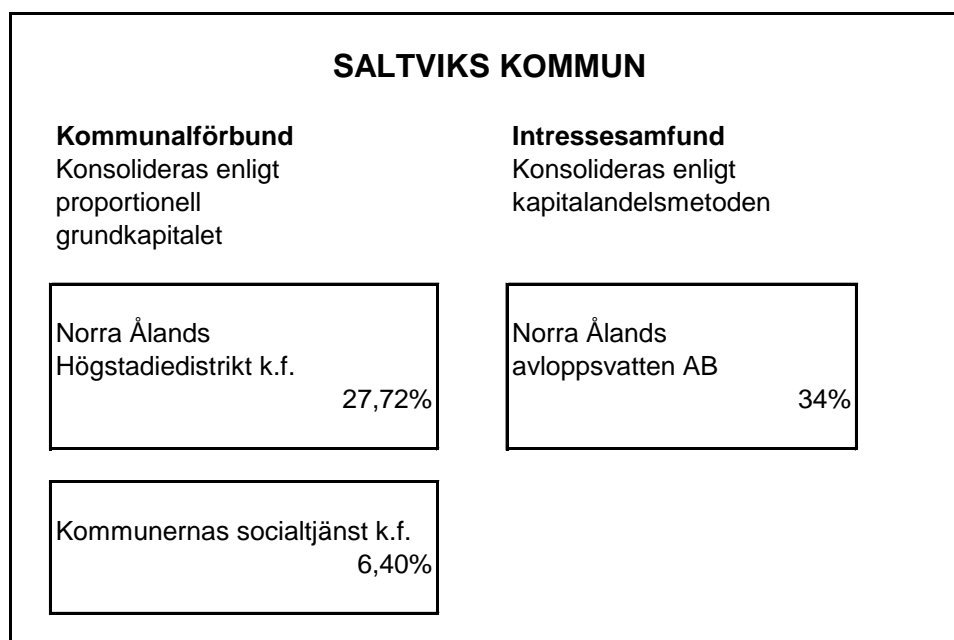 SALTVIKS KOMMUN
Kommunalförbund
Konsolideras enligt
proportionell
grundkapitalet
Intressesamfund
Konsolideras enligt
kapitalandelsmetoden
Norra Ålands
Högstadiedistrikt k.f.
27,72%
Norra Ålands
avloppsvatten AB
34%
Kommunernas socialtjänst k.f.
6,40%